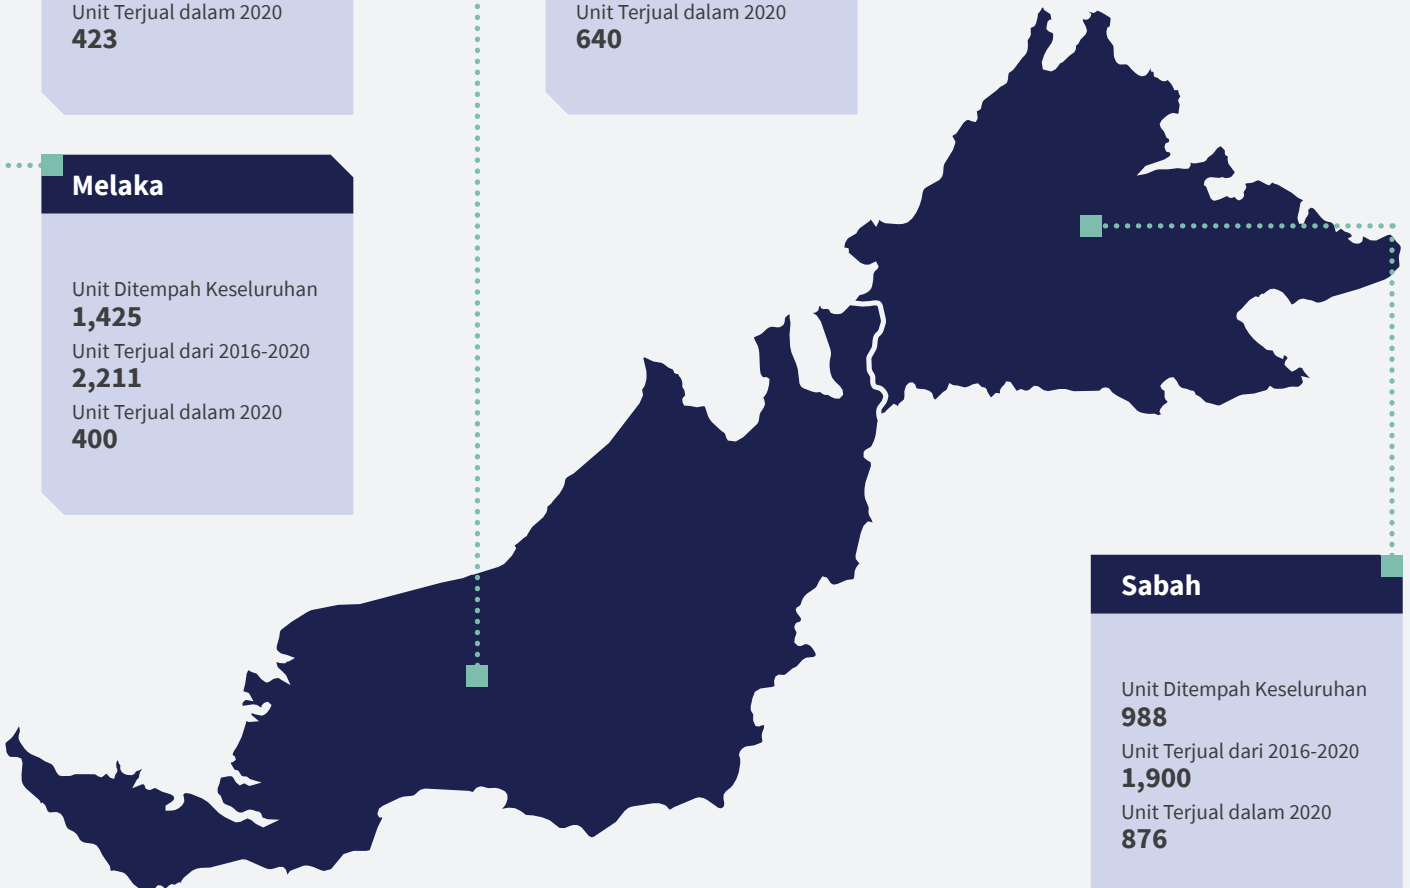 Unit Terjual dalam 2020
423
Unit Terjual dalam 2020
640
Melaka
Unit Ditempah Keseluruhan
1,425
Unit Terjual dari 2016-2020
2,211
Unit Terjual dalam 2020
400
Sabah
Unit Ditempah Keseluruhan
988
Unit Terjual dari 2016-2020
1,900
Unit Terjual dalam 2020
876